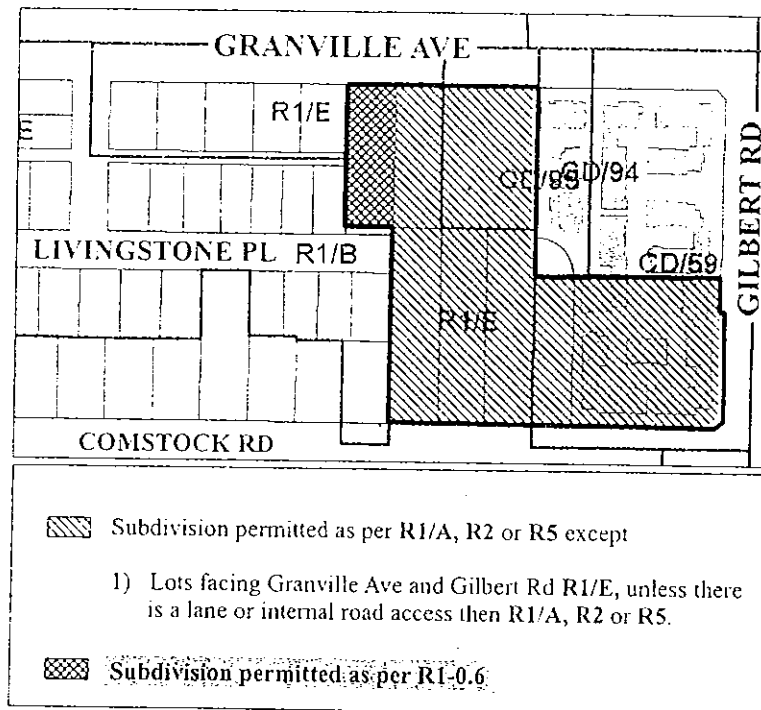 GRANVILLE AVE
R1/E
E
CD/94
GILBERT RD
LIVINGSTONE PL R1/B
CD/59
R1/E
COMSTOCK RD
Subdivision permitted as per R1/A, R2 or R5 except
1) Lots facing Granville Ave and Gilbert Rd R1/E, unless there
is a lane or internal road access then R1/A, R2 or R5.
Subdivision permitted as per R1-0.6